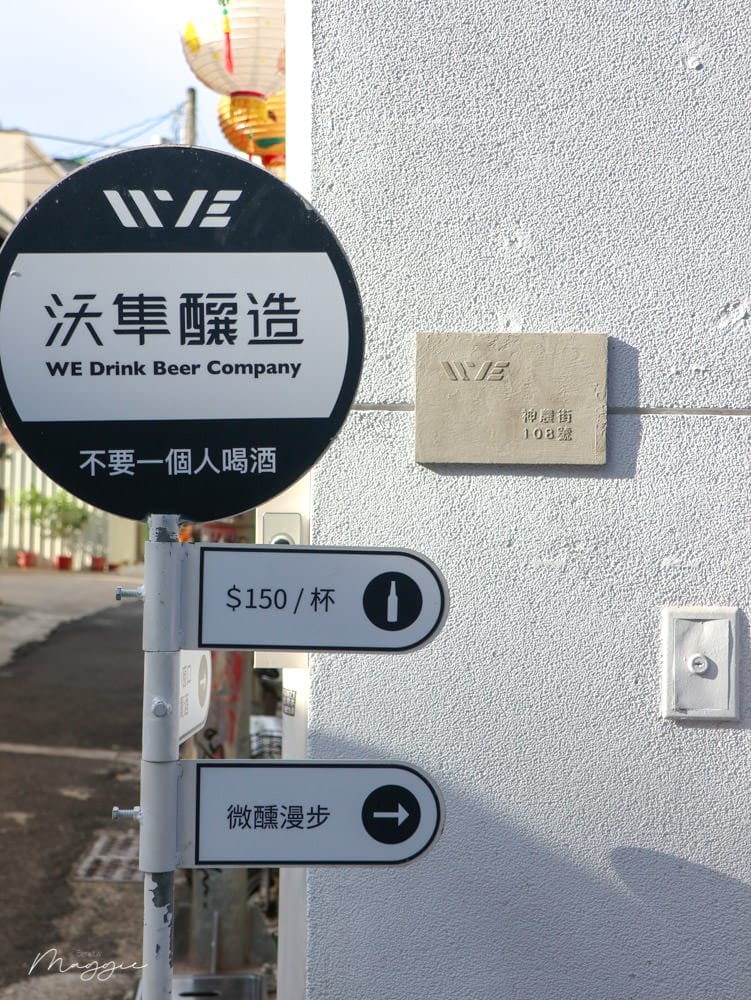 WE
沃隼釀造
WE Drink Beer Company
不要一個人喝酒
$150 / 杯
微醺漫步
WE
神農街
108號
Maggie